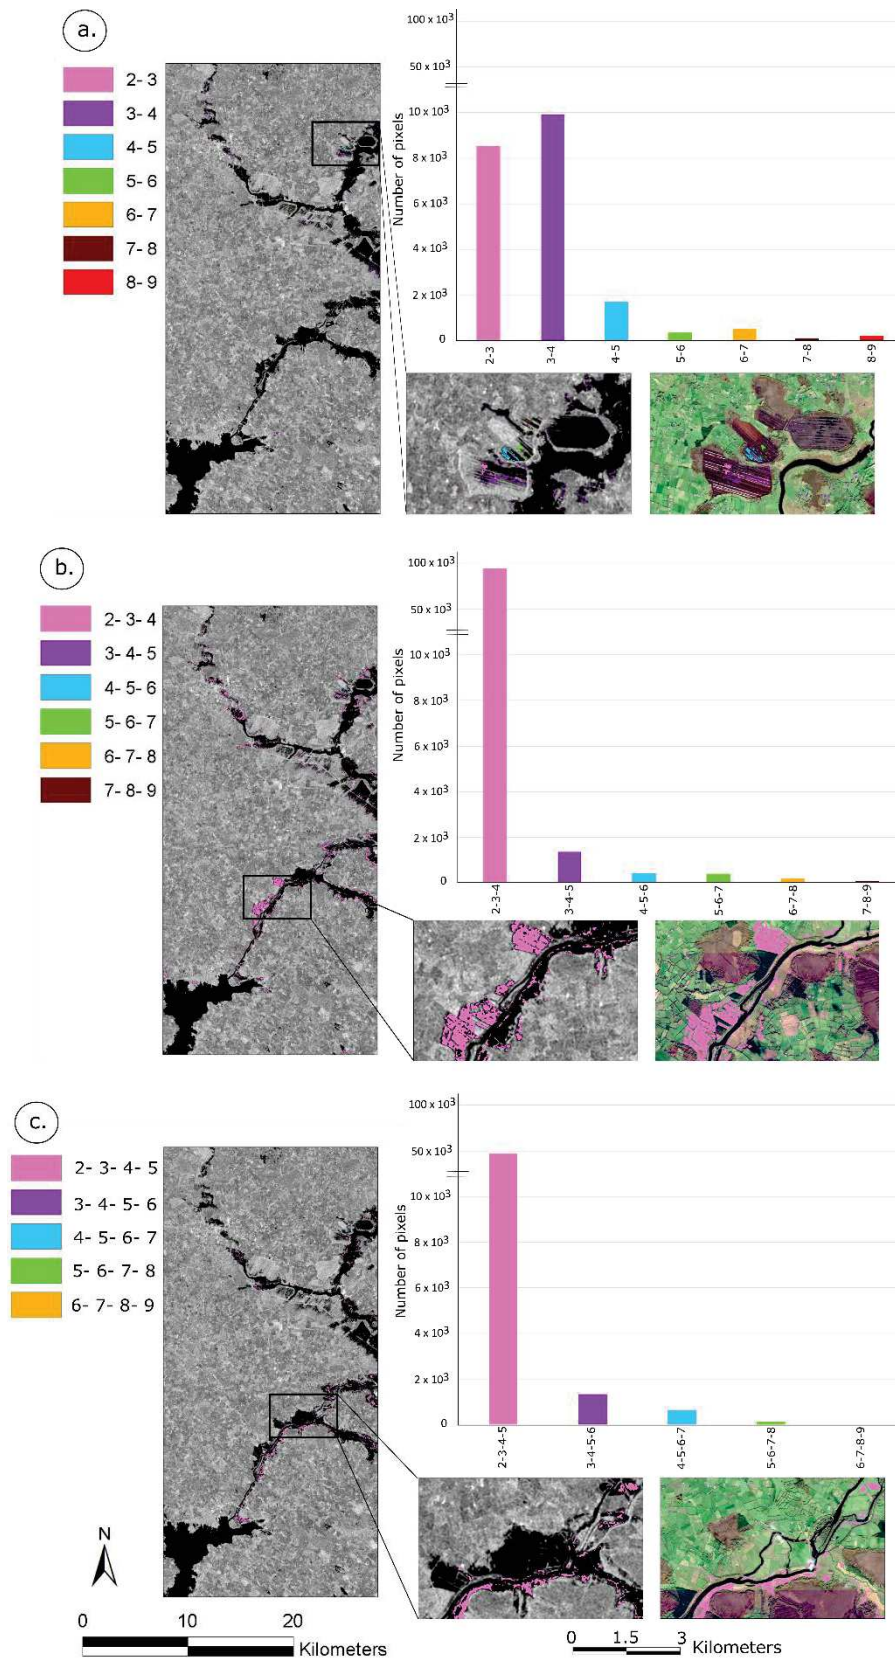 a.
2- 3
3- 4
4- 5
5- 6
6- 7
7- 8
8- 9
Number of pixels
100 x 10³
50 x 10³
10 x 10³
8 x 10³
6 x 10³
4 x 10³
2 x 10³
0
2-3
3-4
4-5
5-6
6-7
7-8
8-9
b.
2- 3- 4
3- 4- 5
4- 5- 6
5- 6- 7
6- 7- 8
7- 8- 9
Number of pixels
100 x 10³
50 x 10³
10 x 10³
8 x 10³
6 x 10³
4 x 10³
2 x 10³
0
2-3-4
3-4-5
4-5-6
5-6-7
6-7-8
7-8-9
c.
2- 3- 4- 5
3- 4- 5- 6
4- 5- 6- 7
5- 6- 7- 8
6- 7- 8- 9
Number of pixels
100 x 10³
50 x 10³
10 x 10³
8 x 10³
6 x 10³
4 x 10³
2 x 10³
0
2-3-4-5
3-4-5-6
4-5-6-7
5-6-7-8
6-7-8-9
N
0 10 20
Kilometers
0 1.5 3
Kilometers